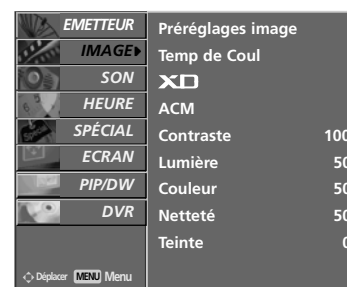 EMETTEUR
IMAGE
SON
HEURE
SPÉCIAL
ECRAN
PIP/DW
DVR
Déplacer MENU Menu
Préréglages image
Temp de Coul
XD
ACM
Contraste 100
Lumière 50
Couleur 50
Netteté 50
Teinte 0